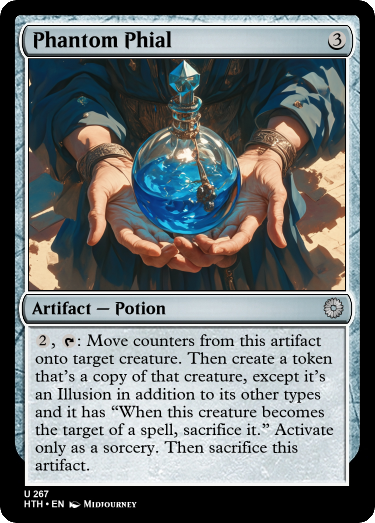 Phantom Phial 3
Artifact — Potion
2, : Move counters from this artifact
onto target creature. Then create a token
that's a copy of that creature, except it's
an Illusion in addition to its other types
and it has “When this creature becomes
the target of a spell, sacrifice it.” Activate
only as a sorcery. Then sacrifice this
artifact.
U 267
HTH • EN Midjourney